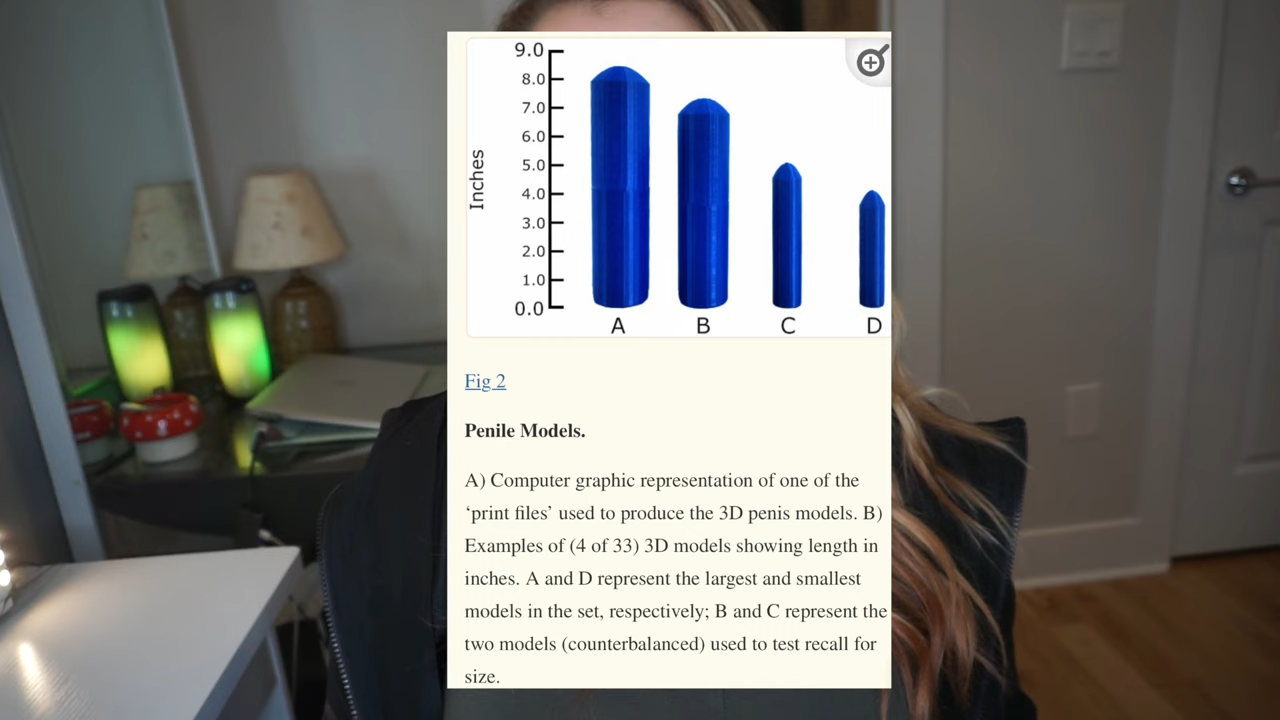 9.0
8.0
7.0
6.0
5.0
4.0
3.0
2.0
1.0
0.0
Inches
A B C D
Fig 2
Penile Models.
A) Computer graphic representation of one of the
‘print files’ used to produce the 3D penis models. B)
Examples of (4 of 33) 3D models showing length in
inches. A and D represent the largest and smallest
models in the set, respectively; B and C represent the
two models (counterbalanced) used to test recall for
size.